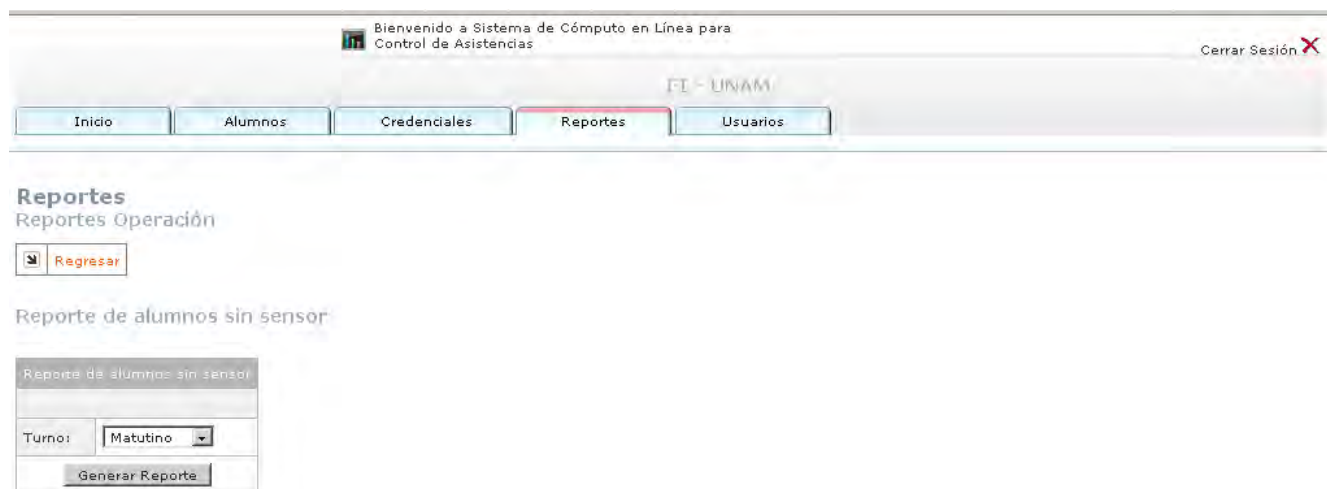 Bienvenido a Sistema de Cómputo en Línea para
Control de Asistencias
Cerrar Sesión
FI - UNAM
Inicio
Alumnos
Credenciales
Reportes
Usuarios
Reportes
Reportes Operación
Regresar
Reporte de alumnos sin sensor
Reporte de alumnos sin sensor
Turno: Matutino
Generar Reporte